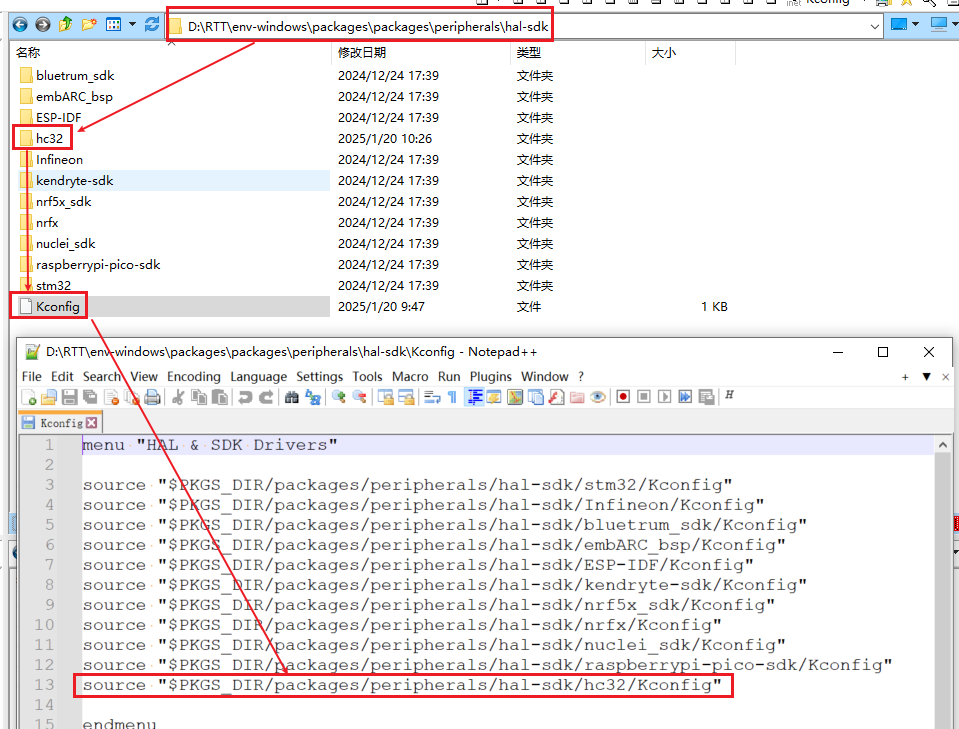 D:\RTT\env-windows\packages\packages\peripherals\hal-sdk
名称 修改日期 类型 大小
bluetrum_sdk 2024/12/24 17:39 文件夹
embARC_bsp 2024/12/24 17:39 文件夹
ESP-IDF 2024/12/24 17:39 文件夹
hc32 2025/1/20 10:26 文件夹
Infineon 2024/12/24 17:39 文件夹
kendryte-sdk 2024/12/24 17:39 文件夹
nrf5x_sdk 2024/12/24 17:39 文件夹
nrfx 2024/12/24 17:39 文件夹
nuclei_sdk 2024/12/24 17:39 文件夹
raspberrypi-pico-sdk 2024/12/24 17:39 文件夹
stm32 2024/12/24 17:39 文件夹
Kconfig 2025/1/20 9:47 文件 1 KB
D:\RTT\env-windows\packages\packages\peripherals\hal-sdk\Kconfig - Notepad++
File Edit Search View Encoding Language Settings Tools Macro Run Plugins Window ?
Kconfig
1 menu "HAL & SDK Drivers"
2
3 source "$PKGS_DIR/packages/peripherals/hal-sdk/stm32/Kconfig"
4 source "$PKGS_DIR/packages/peripherals/hal-sdk/Infineon/Kconfig"
5 source "$PKGS_DIR/packages/peripherals/hal-sdk/bluetrum_sdk/Kconfig"
6 source "$PKGS_DIR/packages/peripherals/hal-sdk/embARC_bsp/Kconfig"
7 source "$PKGS_DIR/packages/peripherals/hal-sdk/ESP-IDF/Kconfig"
8 source "$PKGS_DIR/packages/peripherals/hal-sdk/kendryte-sdk/Kconfig"
9 source "$PKGS_DIR/packages/peripherals/hal-sdk/nrf5x_sdk/Kconfig"
10 source "$PKGS_DIR/packages/peripherals/hal-sdk/nrfx/Kconfig"
11 source "$PKGS_DIR/packages/peripherals/hal-sdk/nuclei_sdk/Kconfig"
12 source "$PKGS_DIR/packages/peripherals/hal-sdk/raspberrypi-pico-sdk/Kconfig"
13 source "$PKGS_DIR/packages/peripherals/hal-sdk/hc32/Kconfig"
14
15 endmenu